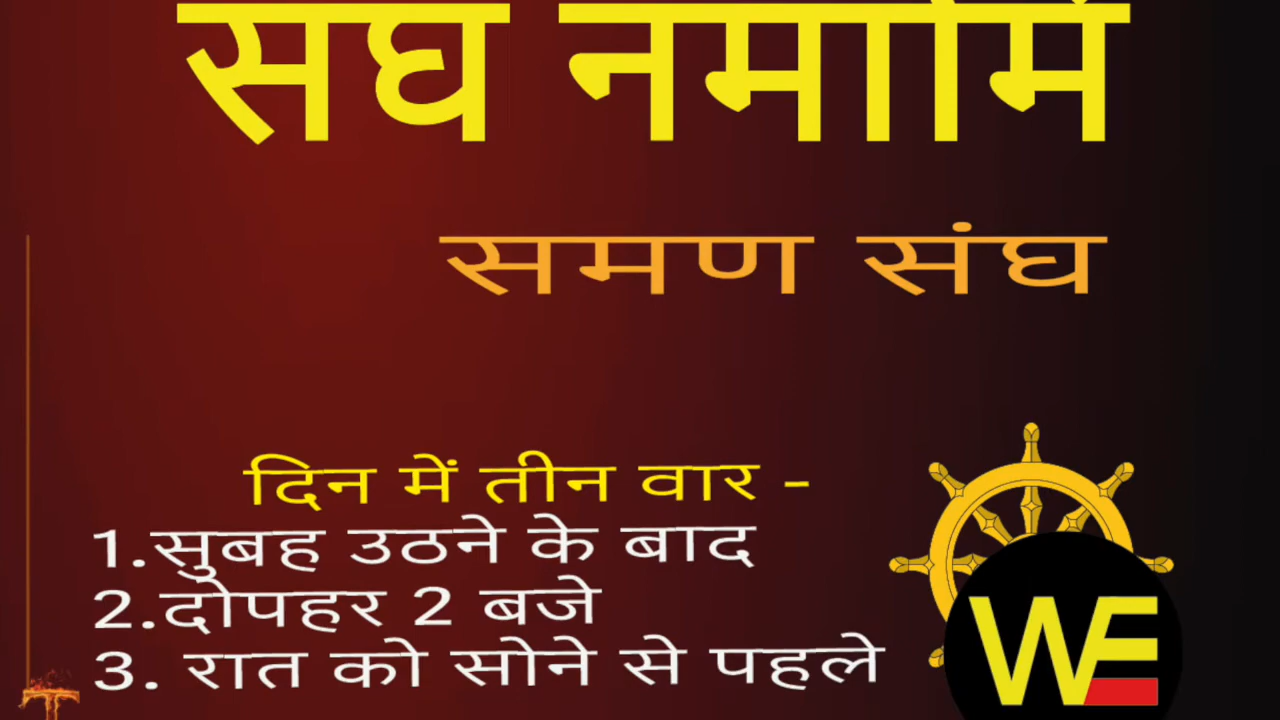 संघ नमामि
समण संघ
दिन में तीन वार -
1.सुबह उठने के बाद
2.दोपहर 2 बजे
3. रात को सोने से पहले
WE